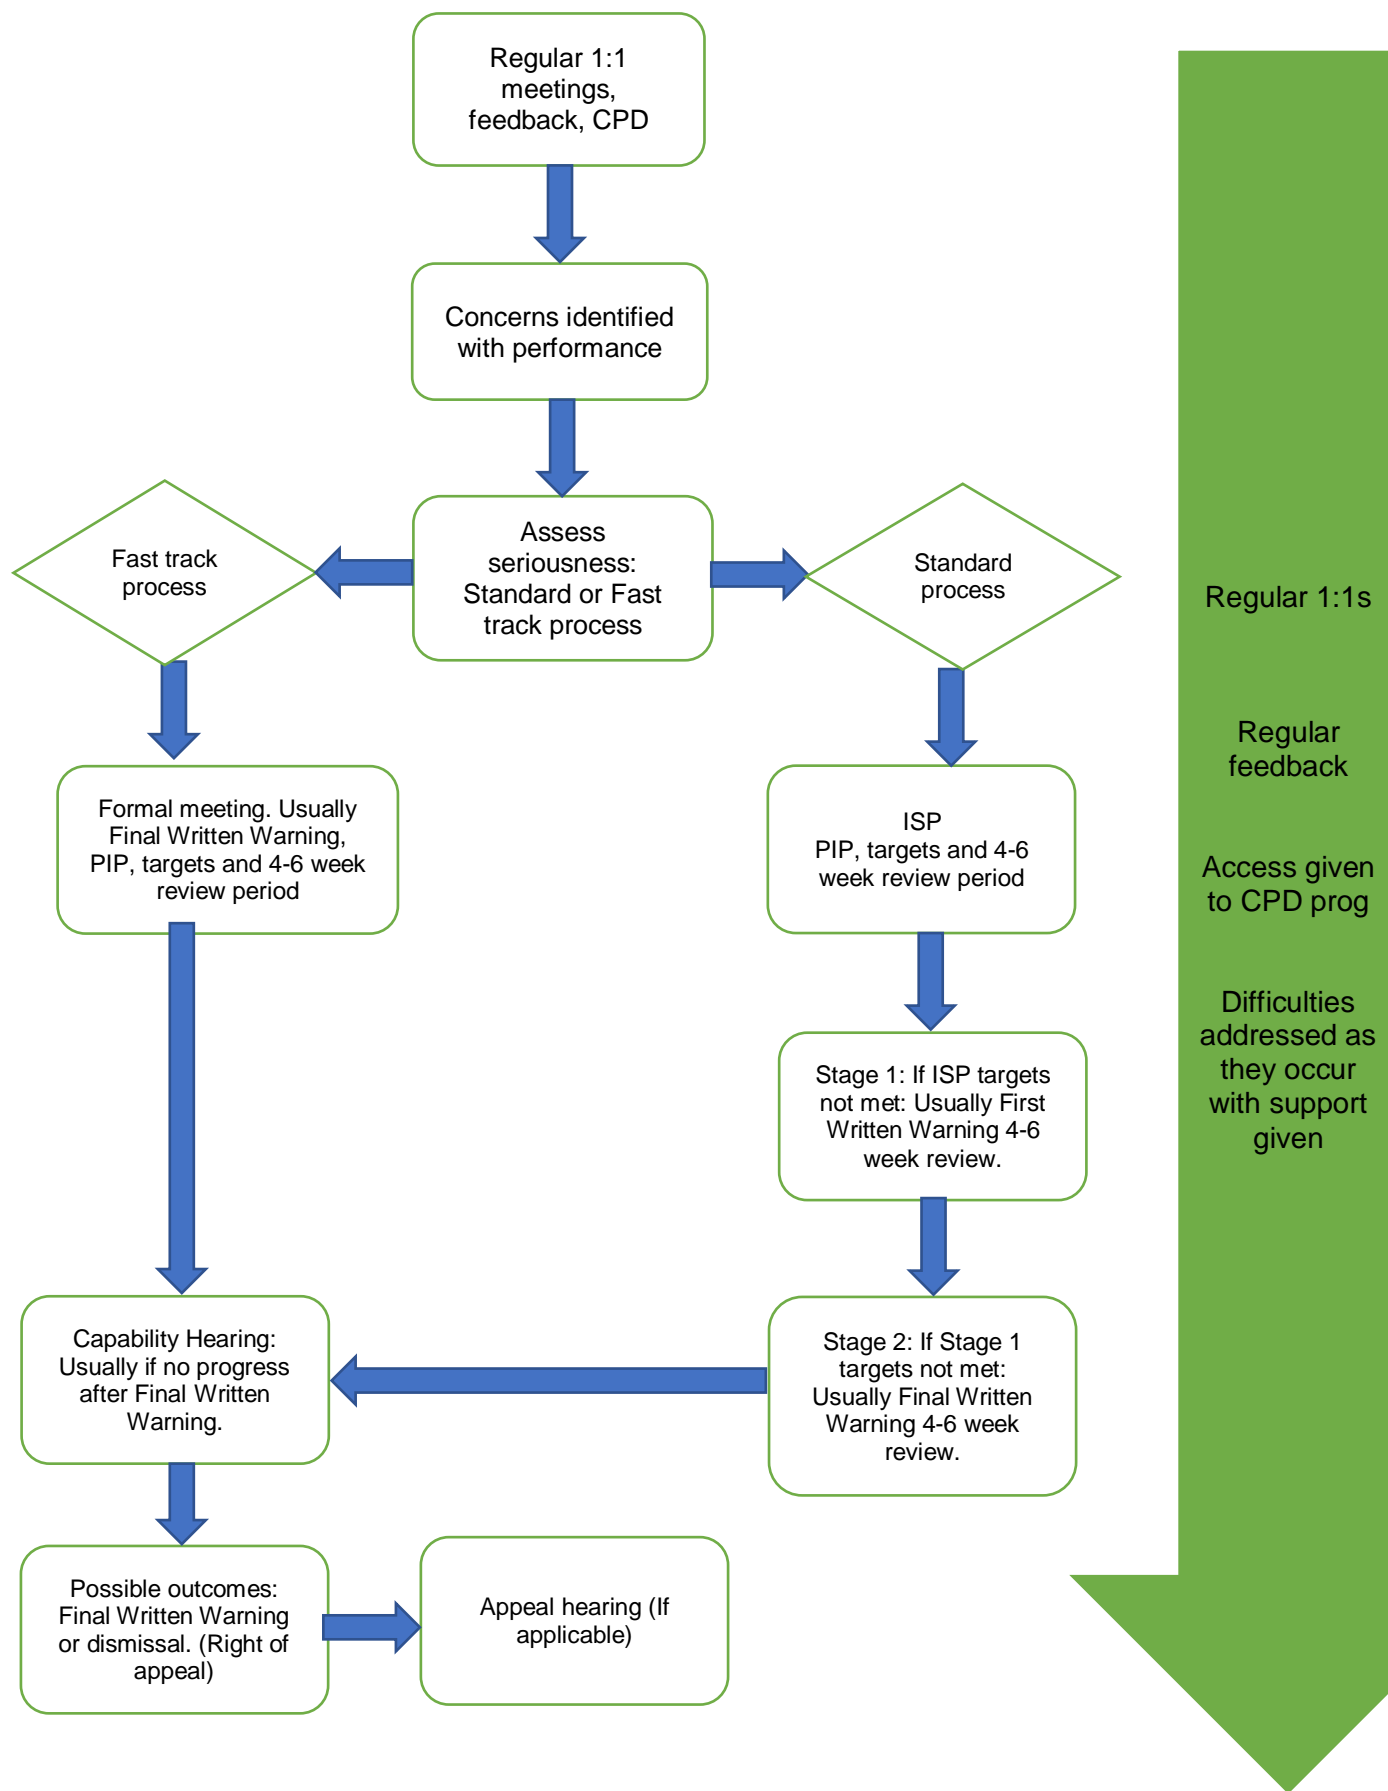 Regular 1:1
meetings,
feedback, CPD
Concerns identified
with performance
Assess
seriousness:
Standard or Fast
track process
Fast track
process
Standard
process
Formal meeting. Usually
Final Written Warning,
PIP, targets and 4-6 week
review period
ISP
PIP, targets and 4-6
week review period
Stage 1: If ISP targets
not met: Usually First
Written Warning 4-6
week review.
Stage 2: If Stage 1
targets not met:
Usually Final Written
Warning 4-6 week
review.
Capability Hearing:
Usually if no progress
after Final Written
Warning.
Possible outcomes:
Final Written Warning
or dismissal. (Right of
appeal)
Appeal hearing (If
applicable)
Regular 1:1s
Regular
feedback
Access given
to CPD prog
Difficulties
addressed as
they occur
with support
given